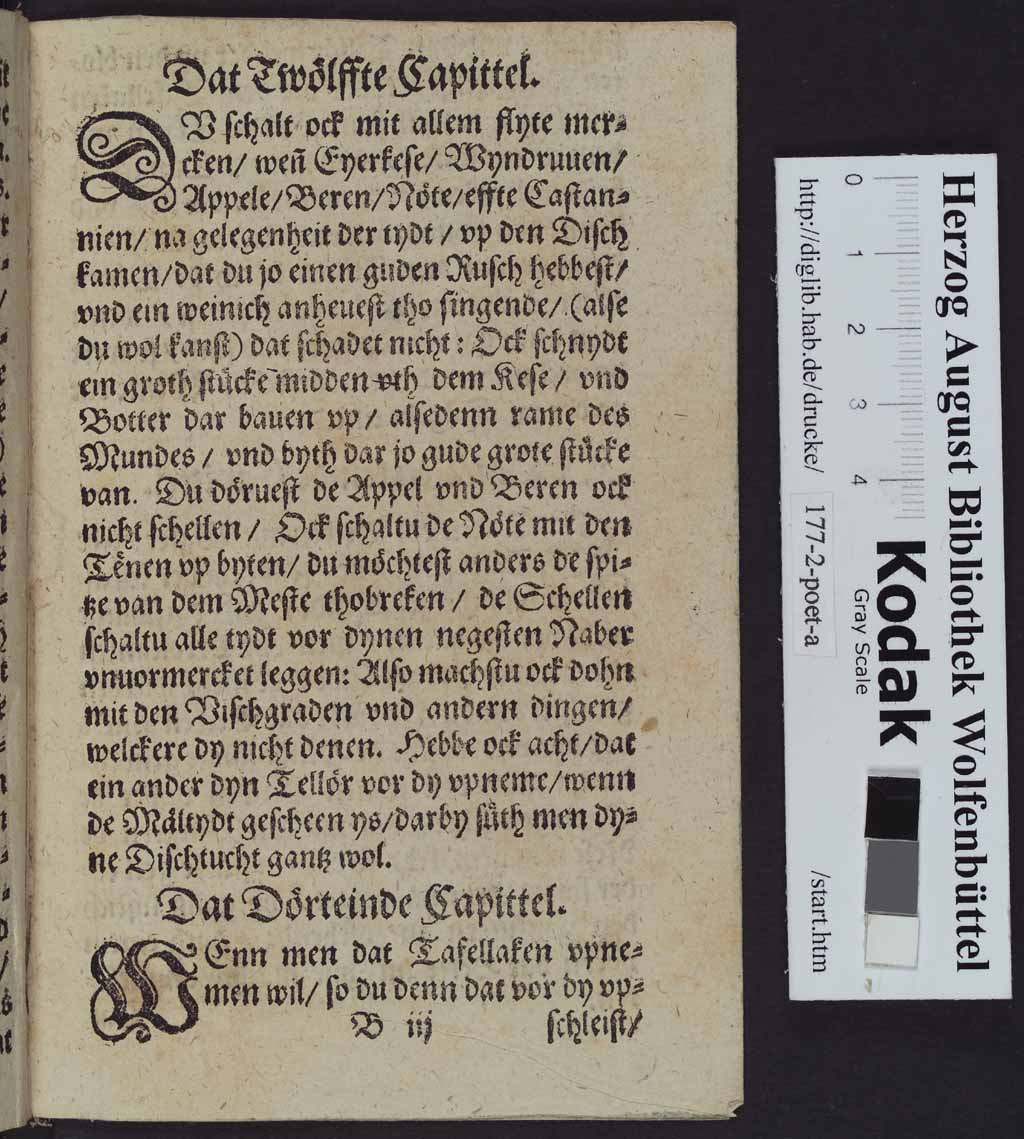 Dat Twölffte Capittel.
DV schalt ock mit allem flyte mer⸗
cken/ weñ Eyerkese/ Wyndruuen/
Appele/ Beren/ Nöte/ effte Castan⸗
nien/ na gelegenheit der tydt / vp den Disch
kamen/ dat du jo einen guden Rusch hebbest/
vnd ein weinich anheuest tho singende/ (alse
du wol kanst) dat schadet nicht : Ock schnydt
ein groth stücke midden vth dem Kese / vnd
Botter dar bauen vp / alsedenn rame des
Mundes / vnd byth dar jo gude grote stücke
van. Du döruest de Appel vnd Beren ock
nicht schellen / Ock schaltu de Nöte mit den
Tenen vp byten/ du möchtest anders de spi⸗
tze van dem Meste thobreken / de Schellen
schaltu alle tydt vor dynen negesten Naber
vnuormercket leggen: Also machstu ock dohn
mit den Vischgraden vnd andern dingen/
welckere dy nicht denen. Hebbe ock acht/ dat
ein ander dyn Tellör vor dy vpneme/ wenn
de Mältydt gescheen ys/ darby süth men dy⸗
ne Dischtucht gantz wol.
Dat Dörteinde Capittel.
WEnn men dat Tafellaken vpne⸗
men wil/ so du denn dat vor dy vp⸗
B iij schleist/
Herzog August Bibliothek Wolfenbüttel
Kodak
Gray Scale
0 1 2 3 4
http://diglib.hab.de/drucke/ 177-2-poet-a /start.htm